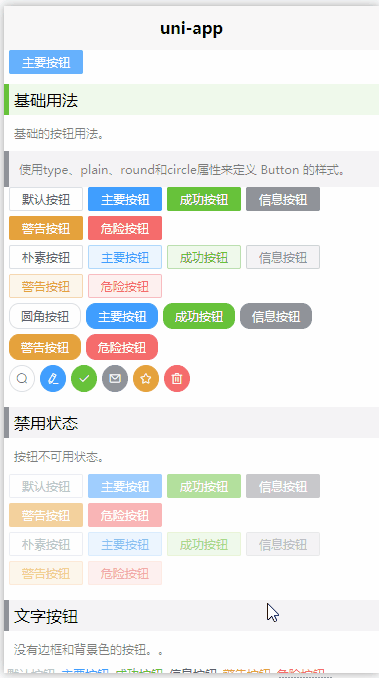 uni-app
主要按钮
基础用法
基础的按钮用法。
使用type、plain、round和circle属性来定义 Button 的样式。
默认按钮 主要按钮 成功按钮 信息按钮
警告按钮 危险按钮
朴素按钮 主要按钮 成功按钮 信息按钮
警告按钮 危险按钮
圆角按钮 主要按钮 成功按钮 信息按钮
警告按钮 危险按钮
禁用状态
按钮不可用状态。
默认按钮 主要按钮 成功按钮 信息按钮
警告按钮 危险按钮
朴素按钮 主要按钮 成功按钮 信息按钮
警告按钮 危险按钮
文字按钮
没有边框和背景色的按钮。。
默认按钮 主要按钮 成功按钮 信息按钮 警告按钮 危险按钮